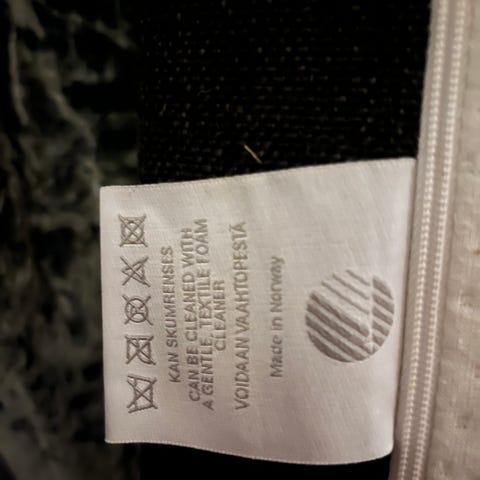 KAN SKUMRENSES
CAN BE CLEANED WITH
A GENTLE, TEXTILE FOAM
CLEANER
VOIDAAN VAAHTOPESTÄ
Made in Norway